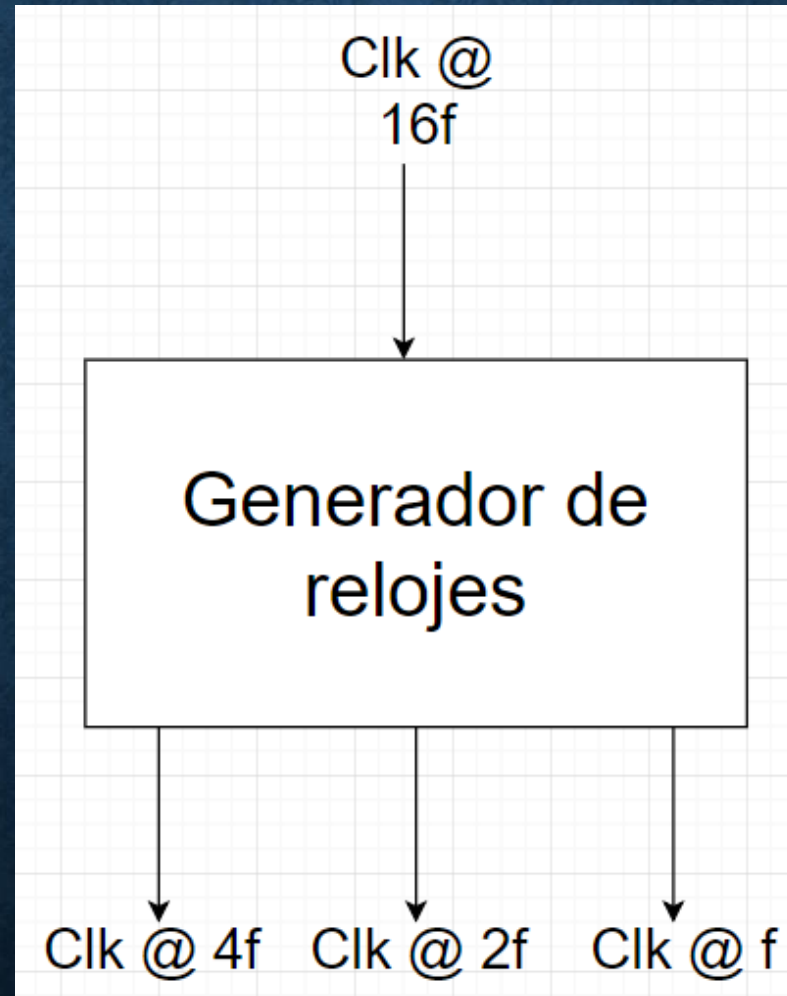 Clk @
16f
Generador de
relojes
Clk @ 4f Clk @ 2f Clk @ f